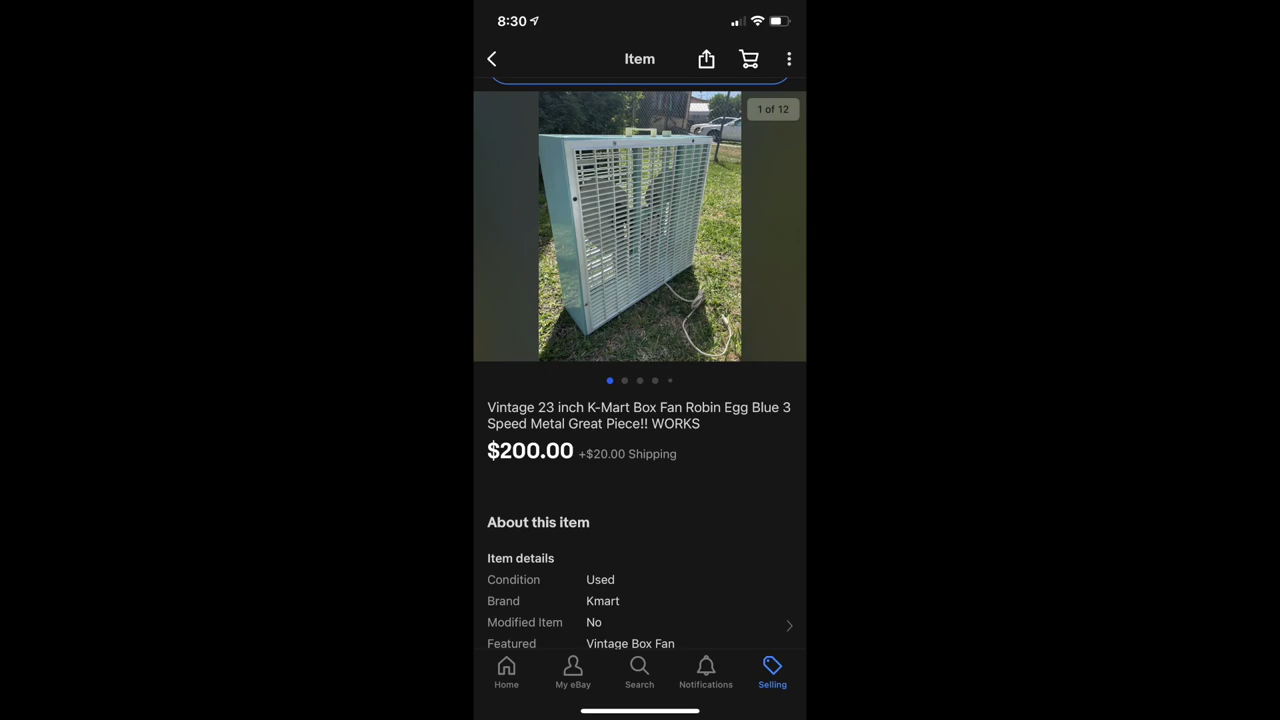 8:30
Item
1 of 12
Vintage 23 inch K-Mart Box Fan Robin Egg Blue 3
Speed Metal Great Piece!! WORKS
$200.00 +$20.00 Shipping
About this item
Item details
Condition Used
Brand Kmart
Modified Item No
Featured Vintage Box Fan
Home My eBay Search Notifications Selling